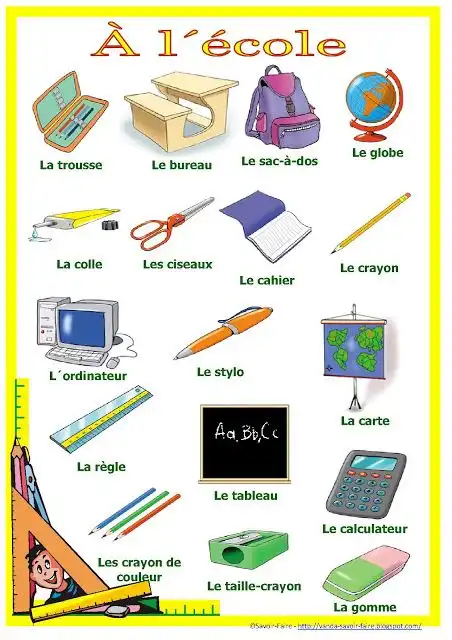 À l´école
La trousse
Le bureau
Le sac-à-dos
Le globe
La colle
Les ciseaux
Le cahier
Le crayon
L´ordinateur
Le stylo
La carte
La règle
Aa, Bb, Cc
Le tableau
Le calculateur
Les crayon de
couleur
Le taille-crayon
La gomme
©Savoir-Faire - http://vanda-savoir-faire.blogspot.com/